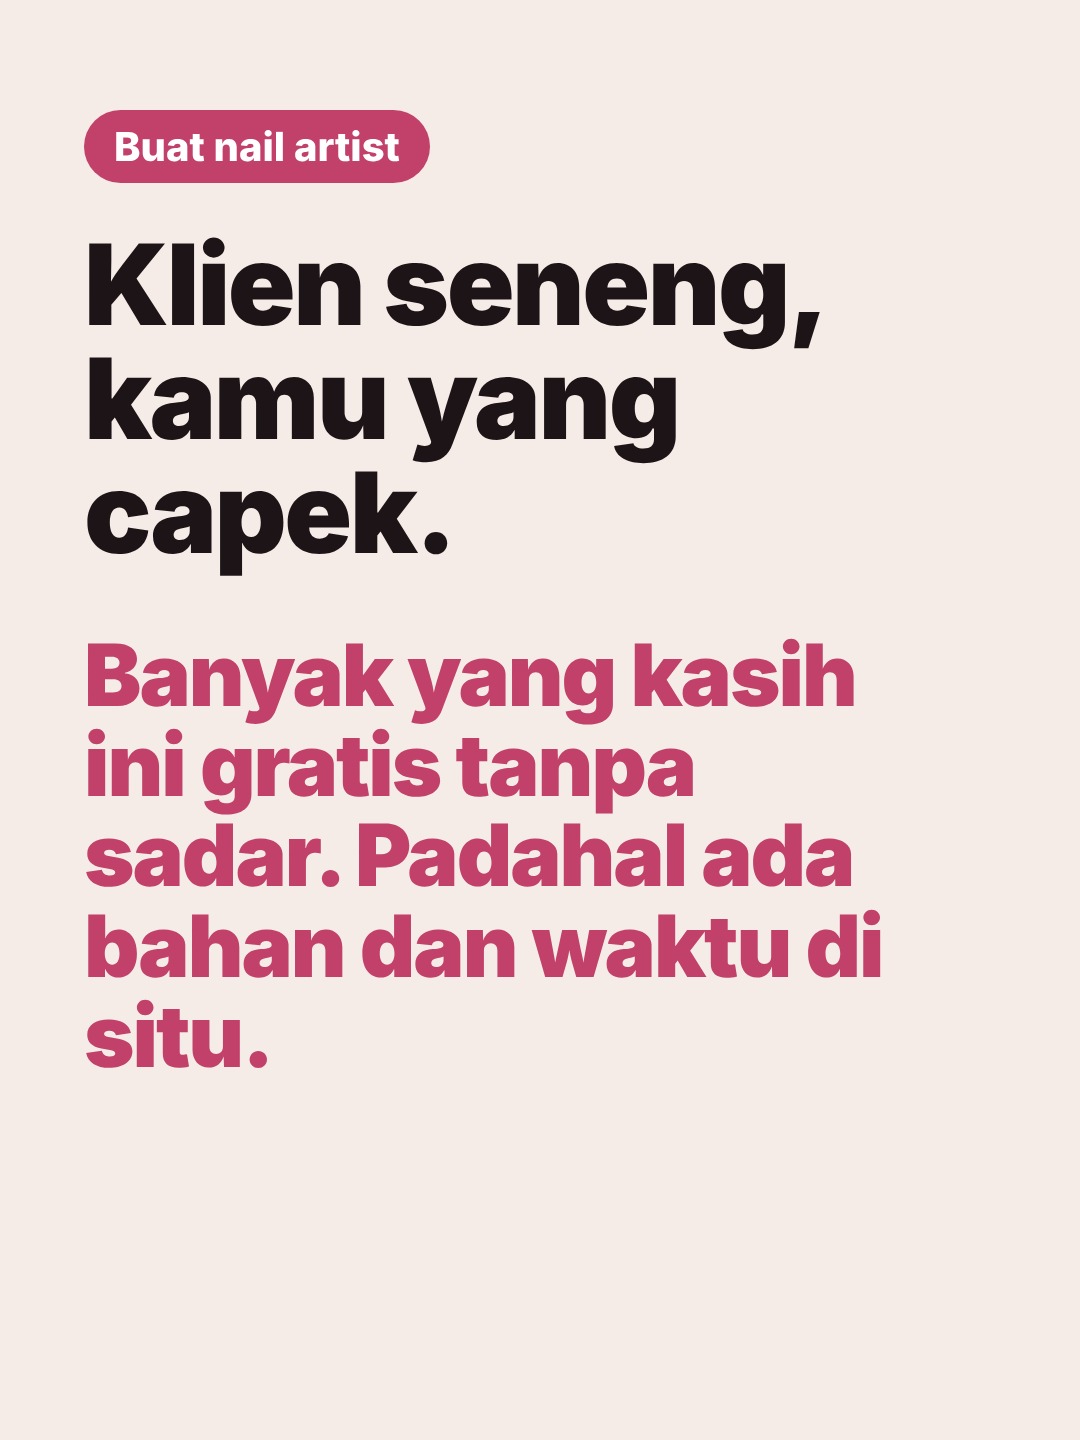 Buat nail artist
Klien seneng,
kamu yang
capek.
Banyak yang kasih
ini gratis tanpa
sadar. Padahal ada
bahan dan waktu di
situ.